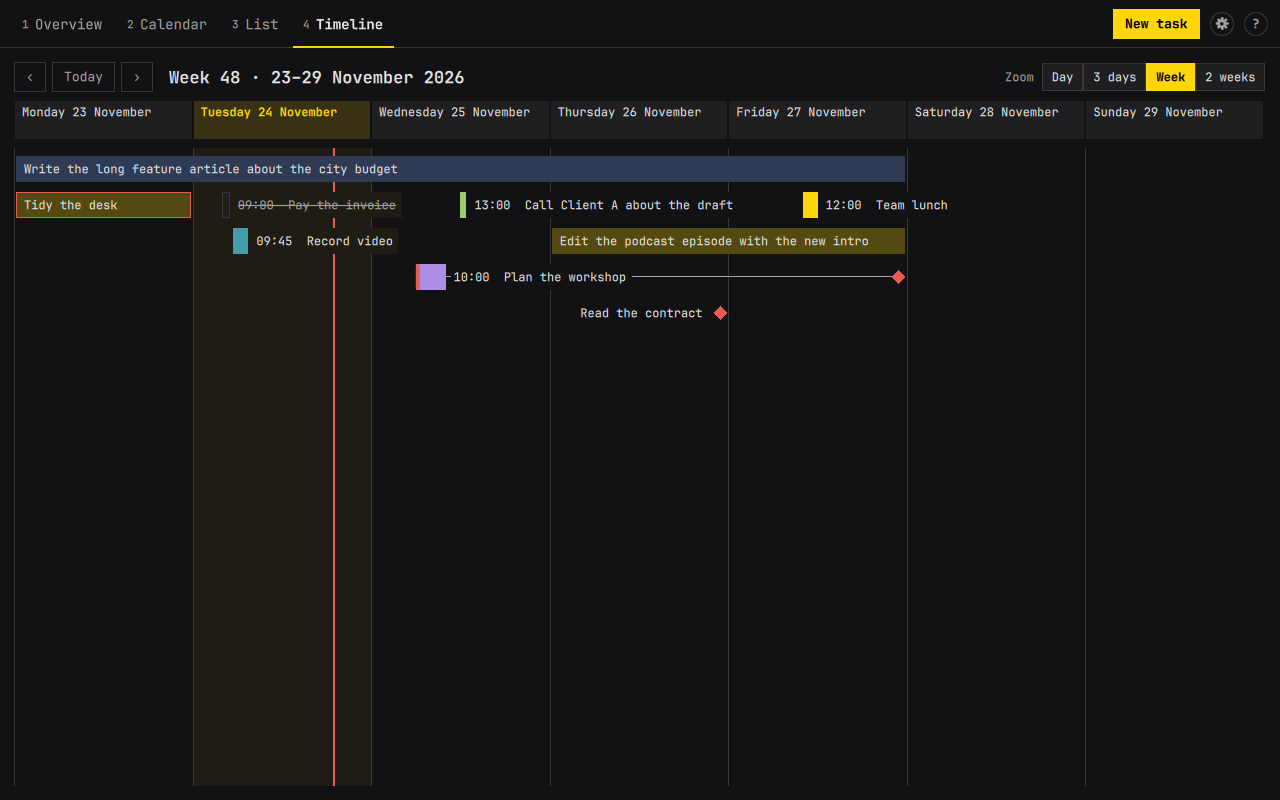 1 Overview 2 Calendar 3 List 4 Timeline New task ?
‹ Today › Week 48 · 23–29 November 2026 Zoom Day 3 days Week 2 weeks
Monday 23 November Tuesday 24 November Wednesday 25 November Thursday 26 November Friday 27 November Saturday 28 November Sunday 29 November
Write the long feature article about the city budget
Tidy the desk 09:00 Pay the invoice 13:00 Call Client A about the draft 12:00 Team lunch
09:45 Record video Edit the podcast episode with the new intro
10:00 Plan the workshop
Read the contract